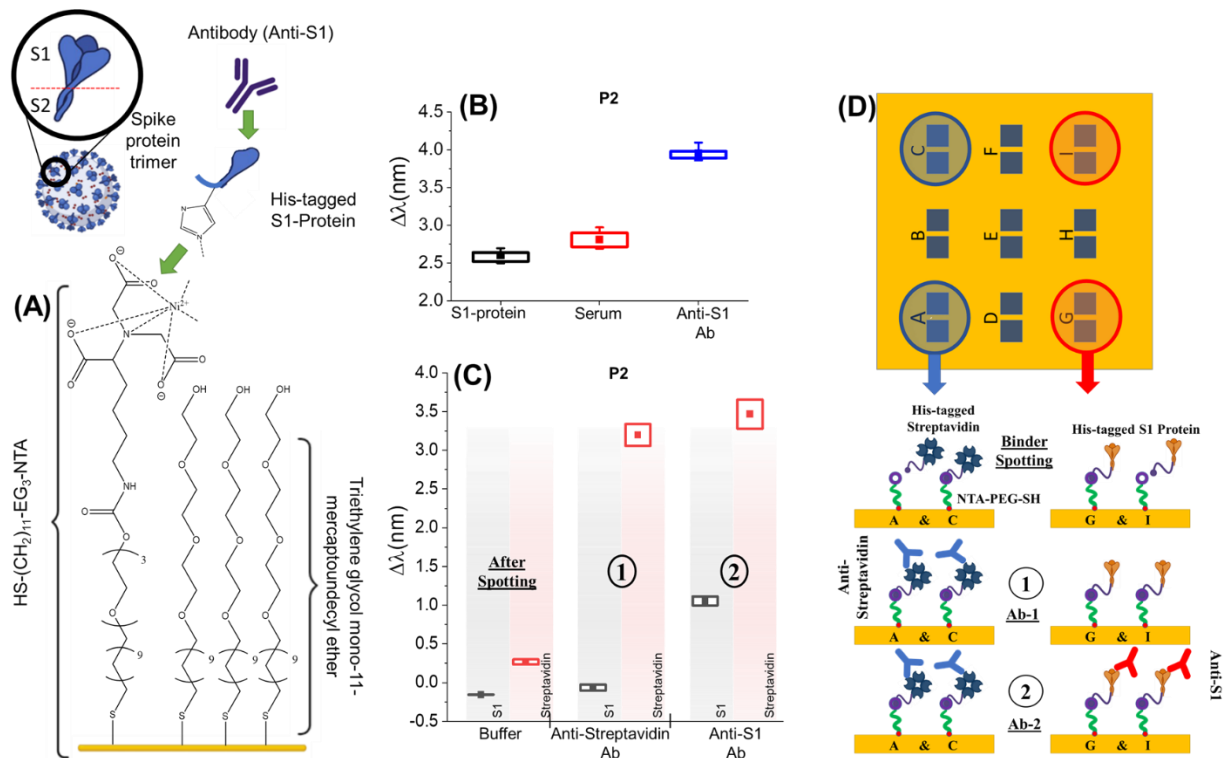 Antibody (Anti-S1)
S1
S2
Spike
protein
trimer
His-tagged
S1-Protein
(A)
O
⊖
O
O
Ni2+
N
⊖
O
O
O
O
⊖
OH
OH
OH
NH
O
O
3
O
9
9
9
9
S
S
S
S
HS-(CH2)11-EG3-NTA
Triethylene glycol mono-11-
mercaptoundecyl ether
(B)
P2
Δλ(nm)
4.5
4.0
3.5
3.0
2.5
2.0
S1-protein
Serum
Anti-S1
Ab
(C)
P2
Δλ(nm)
4.0
3.5
3.0
2.5
2.0
1.5
1.0
0.5
0.0
-0.5
After
Spotting
1
2
S1
Streptavidin
S1
Streptavidin
S1
Streptavidin
Buffer
Anti-Streptavidin
Ab
Anti-S1
Ab
(D)
C
F
I
B
E
H
A
D
G
His-tagged
Streptavidin
Binder
Spotting
His-tagged S1 Protein
NTA-PEG-SH
A & C
G & I
Anti-
Streptavidin
1
Ab-1
A & C
G & I
2
Ab-2
Anti-S1
A & C
G & I